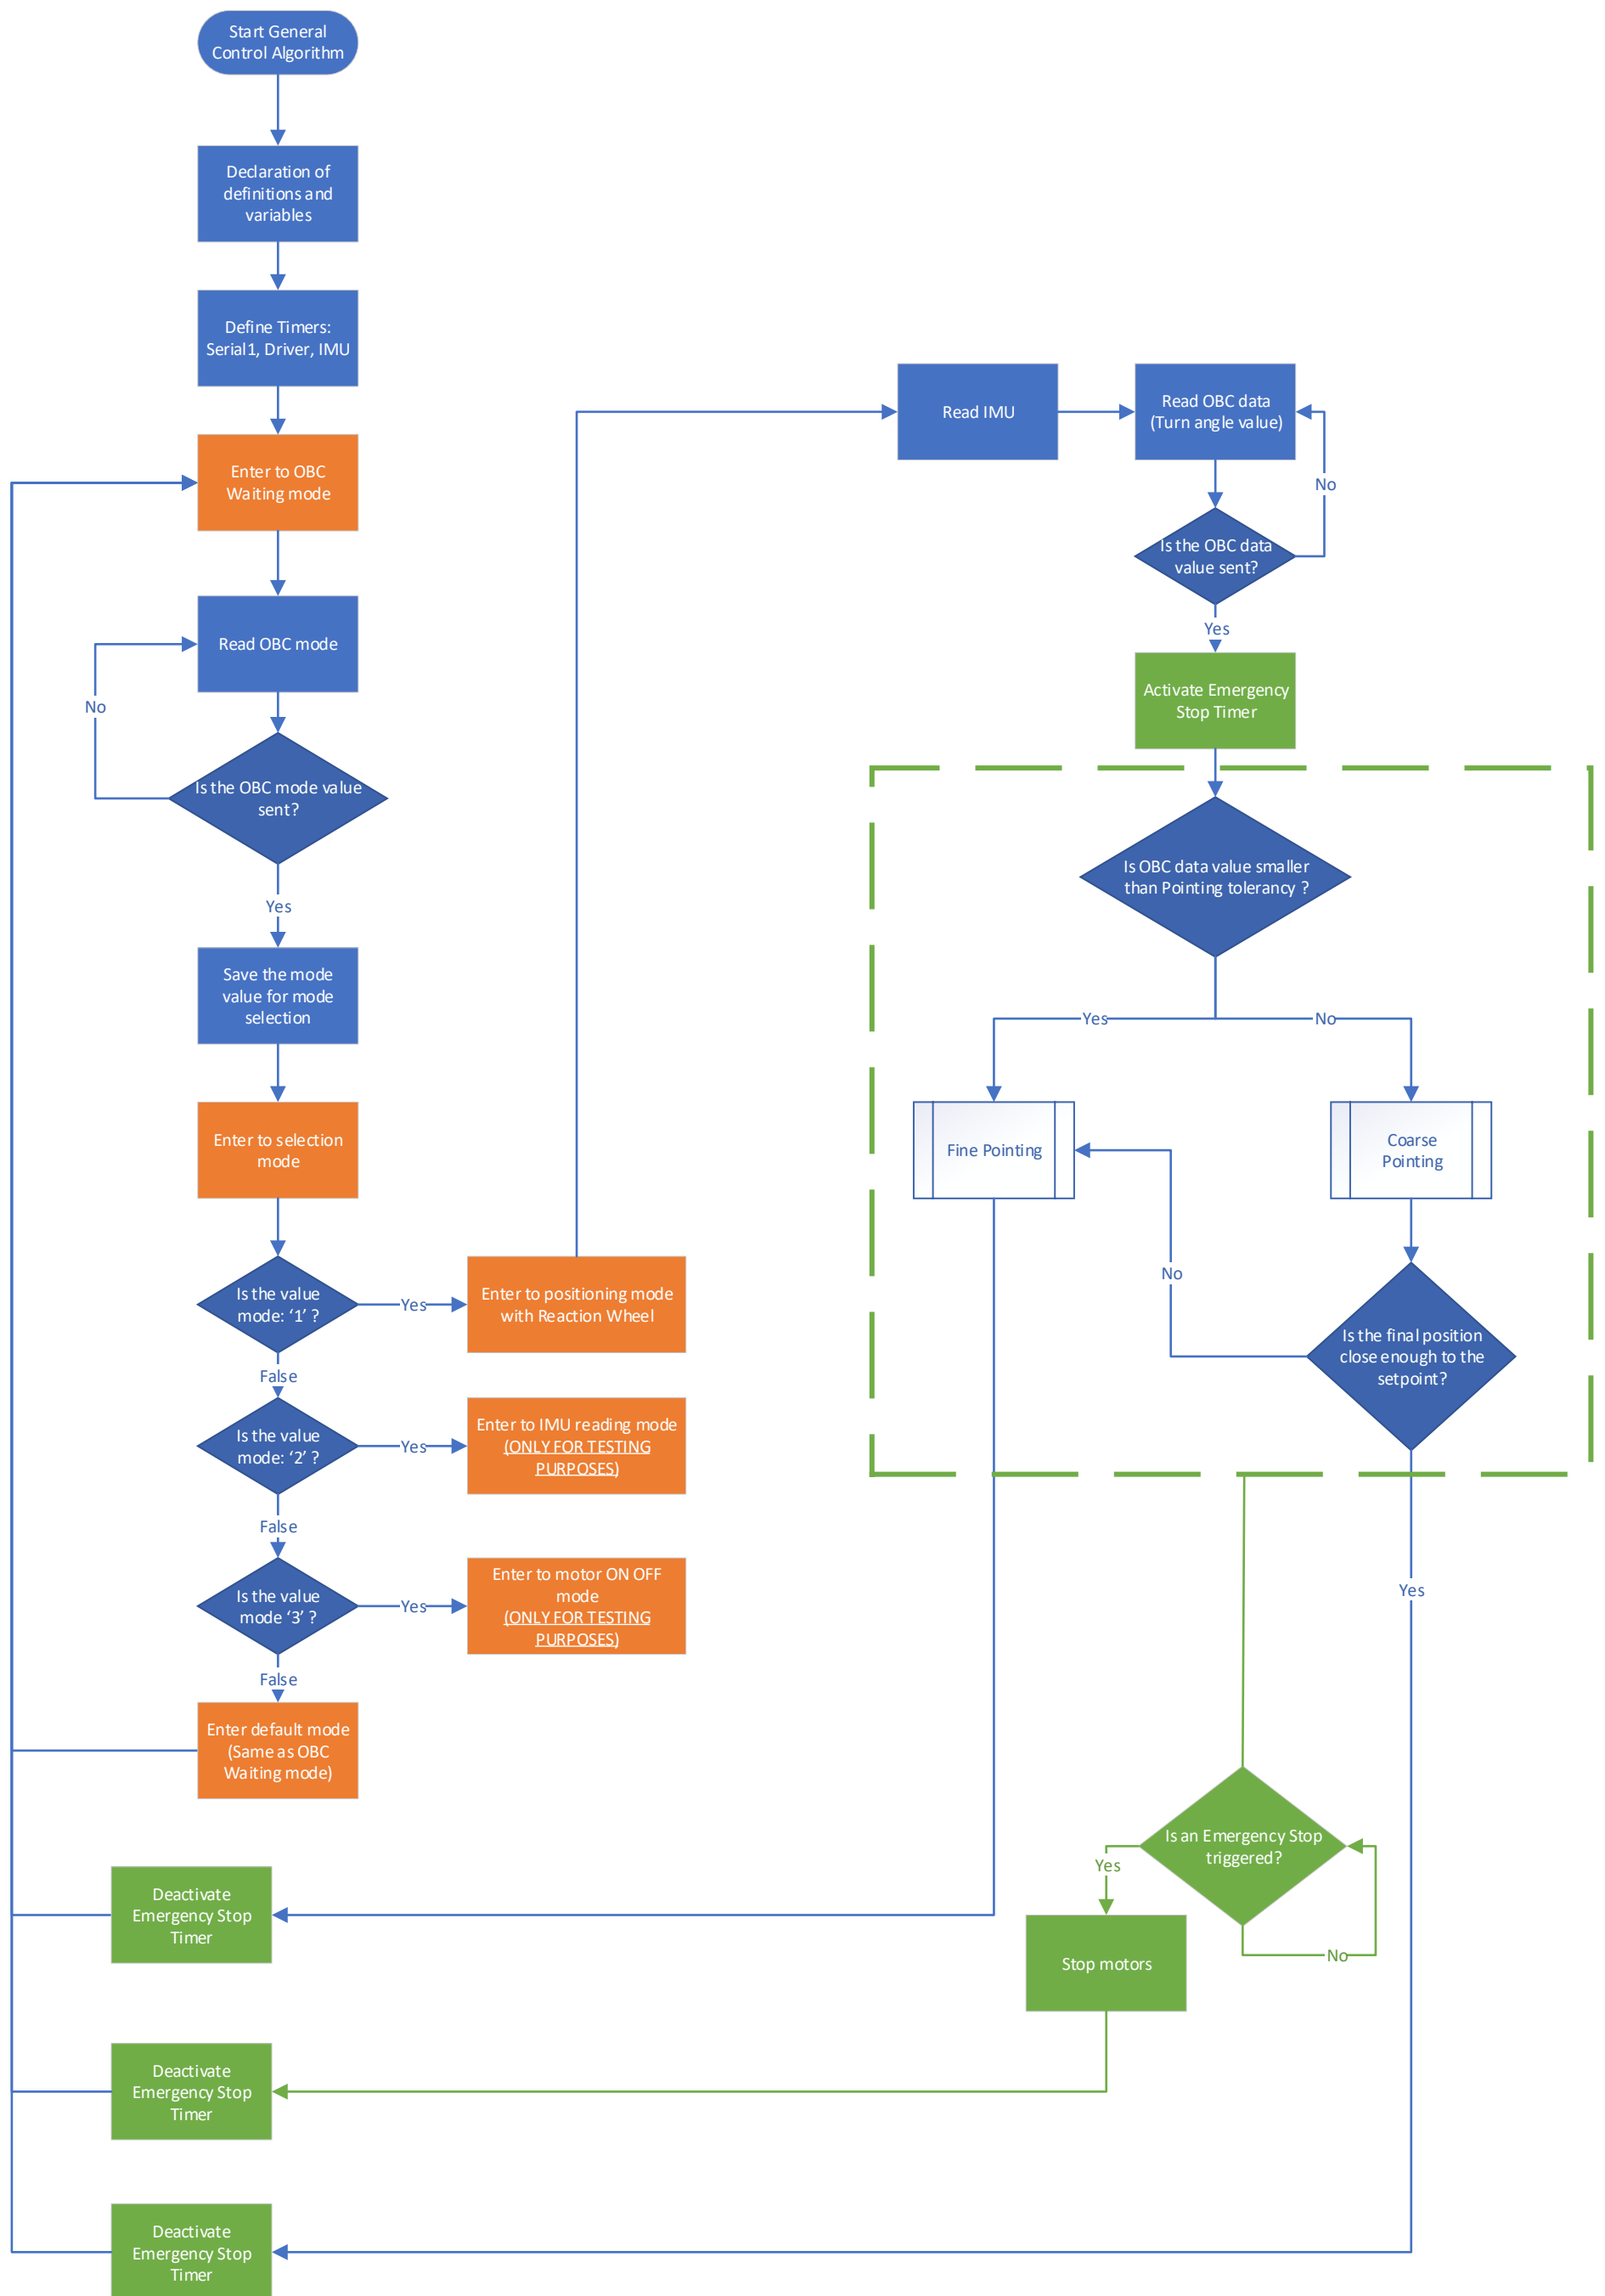 Start General
Control Algorithm
Declaration of
definitions and
variables
Define Timers:
Serial1, Driver, IMU
Enter to OBC
Waiting mode
Read OBC mode
No
Is the OBC mode value
sent?
Yes
Save the mode
value for mode
selection
Enter to selection
mode
Is the value
mode: ‘1’ ?
Yes
Enter to positioning mode
with Reaction Wheel
False
Is the value
mode: ‘2’ ?
Yes
Enter to IMU reading mode
(ONLY FOR TESTING
PURPOSES)
False
Is the value
mode ‘3’ ?
Yes
Enter to motor ON OFF
mode
(ONLY FOR TESTING
PURPOSES)
False
Enter default mode
(Same as OBC
Waiting mode)
Read IMU
Read OBC data
(Turn angle value)
No
Is the OBC data
value sent?
Yes
Activate Emergency
Stop Timer
Is OBC data value smaller
than Pointing tolerancy ?
Yes
No
Fine Pointing
Coarse
Pointing
No
Is the final position
close enough to the
setpoint?
Yes
Is an Emergency Stop
triggered?
Yes
No
Stop motors
Deactivate
Emergency Stop
Timer
Deactivate
Emergency Stop
Timer
Deactivate
Emergency Stop
Timer